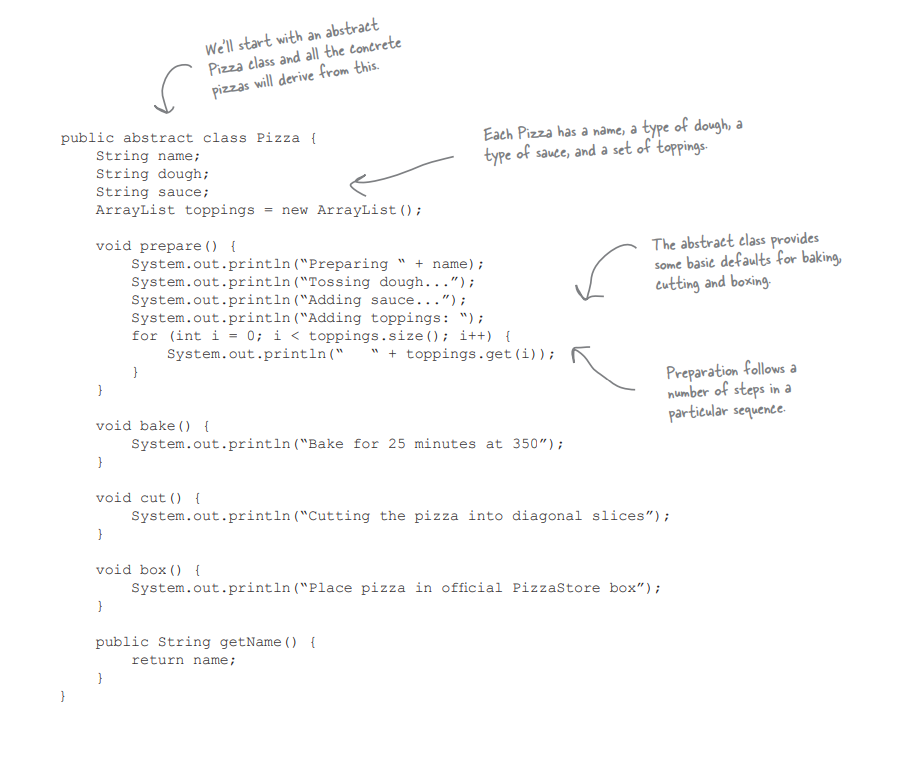 We'll start with an abstract
Pizza class and all the concrete
pizzas will derive from this.
public abstract class Pizza {
    String name;
    String dough;
    String sauce;
    ArrayList toppings = new ArrayList();
Each Pizza has a name, a type of dough, a
type of sauce, and a set of toppings.
    void prepare() {
        System.out.println(“Preparing “ + name);
        System.out.println(“Tossing dough...”);
        System.out.println(“Adding sauce...”);
        System.out.println(“Adding toppings: “);
        for (int i = 0; i < toppings.size(); i++) {
            System.out.println(“   “ + toppings.get(i));
        }
    }
The abstract class provides
some basic defaults for baking,
cutting and boxing.
Preparation follows a
number of steps in a
particular sequence.
    void bake() {
        System.out.println(“Bake for 25 minutes at 350”);
    }
    void cut() {
        System.out.println(“Cutting the pizza into diagonal slices”);
    }
    void box() {
        System.out.println(“Place pizza in official PizzaStore box”);
    }
    public String getName() {
        return name;
    }
}